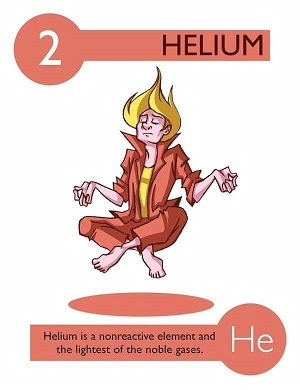 2
HELIUM
Helium is a nonreactive element and
the lightest of the noble gases.
He